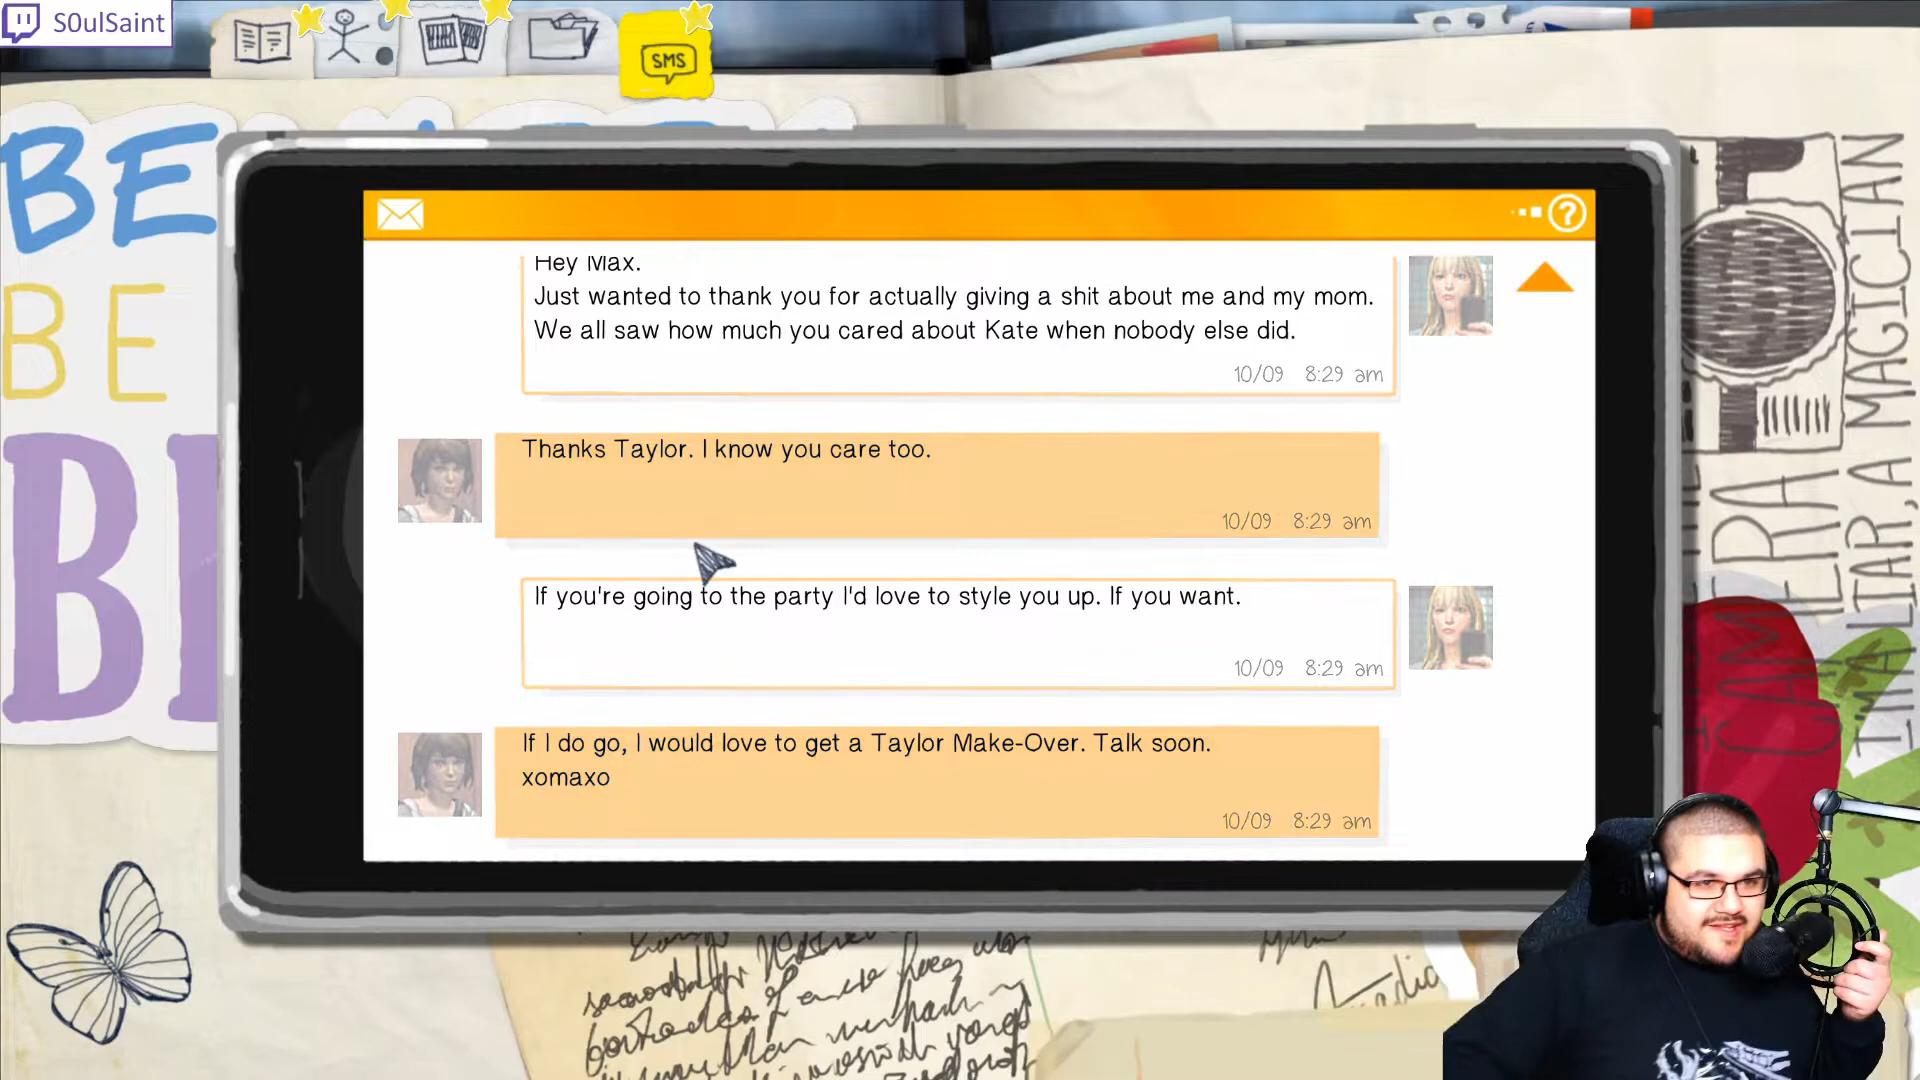 S0ulSaint
SMS
BE
BE
Hey Max.
Just wanted to thank you for actually giving a shit about me and my mom.
We all saw how much you cared about Kate when nobody else did.
10/09 8:29 am
Thanks Taylor. I know you care too.
10/09 8:29 am
If you're going to the party I'd love to style you up. If you want.
10/09 8:29 am
If I do go, I would love to get a Taylor Make-Over. Talk soon.
xomaxo
10/09 8:29 am
CAMERA
I'M A LIAR, A MAGICIAN